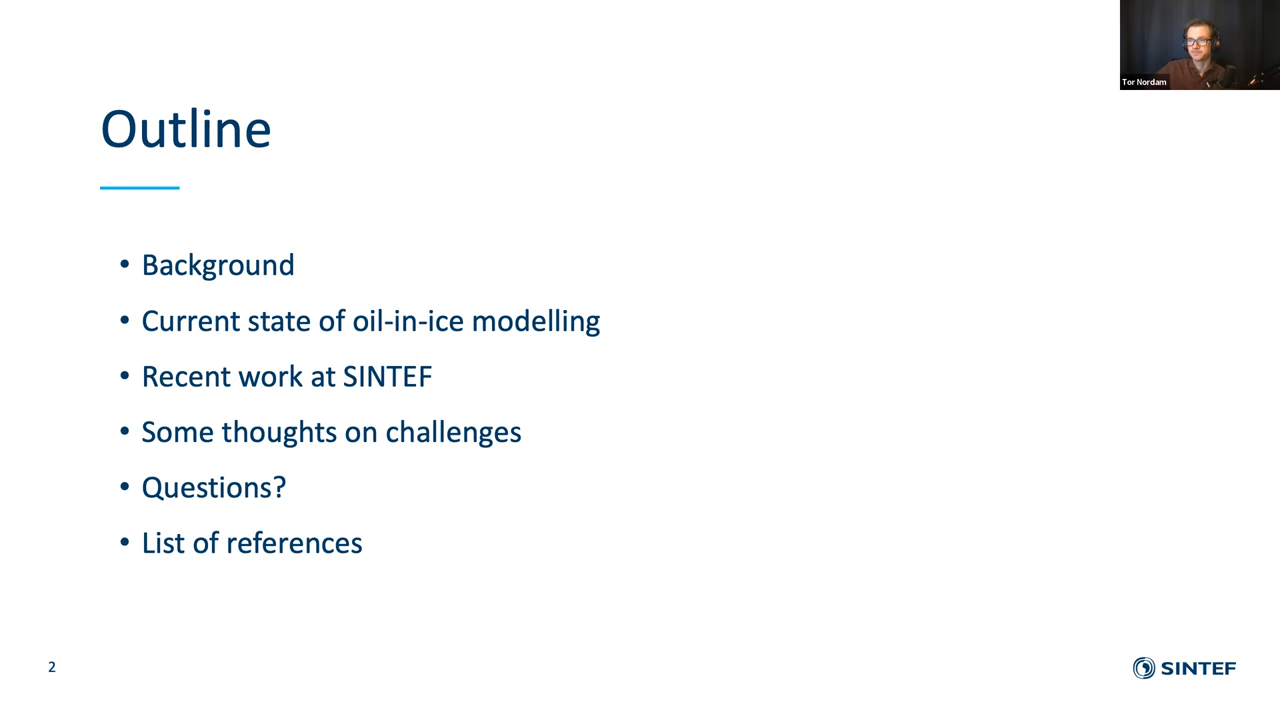 Tor Nordam
Outline
• Background
• Current state of oil-in-ice modelling
• Recent work at SINTEF
• Some thoughts on challenges
• Questions?
• List of references
2
SINTEF